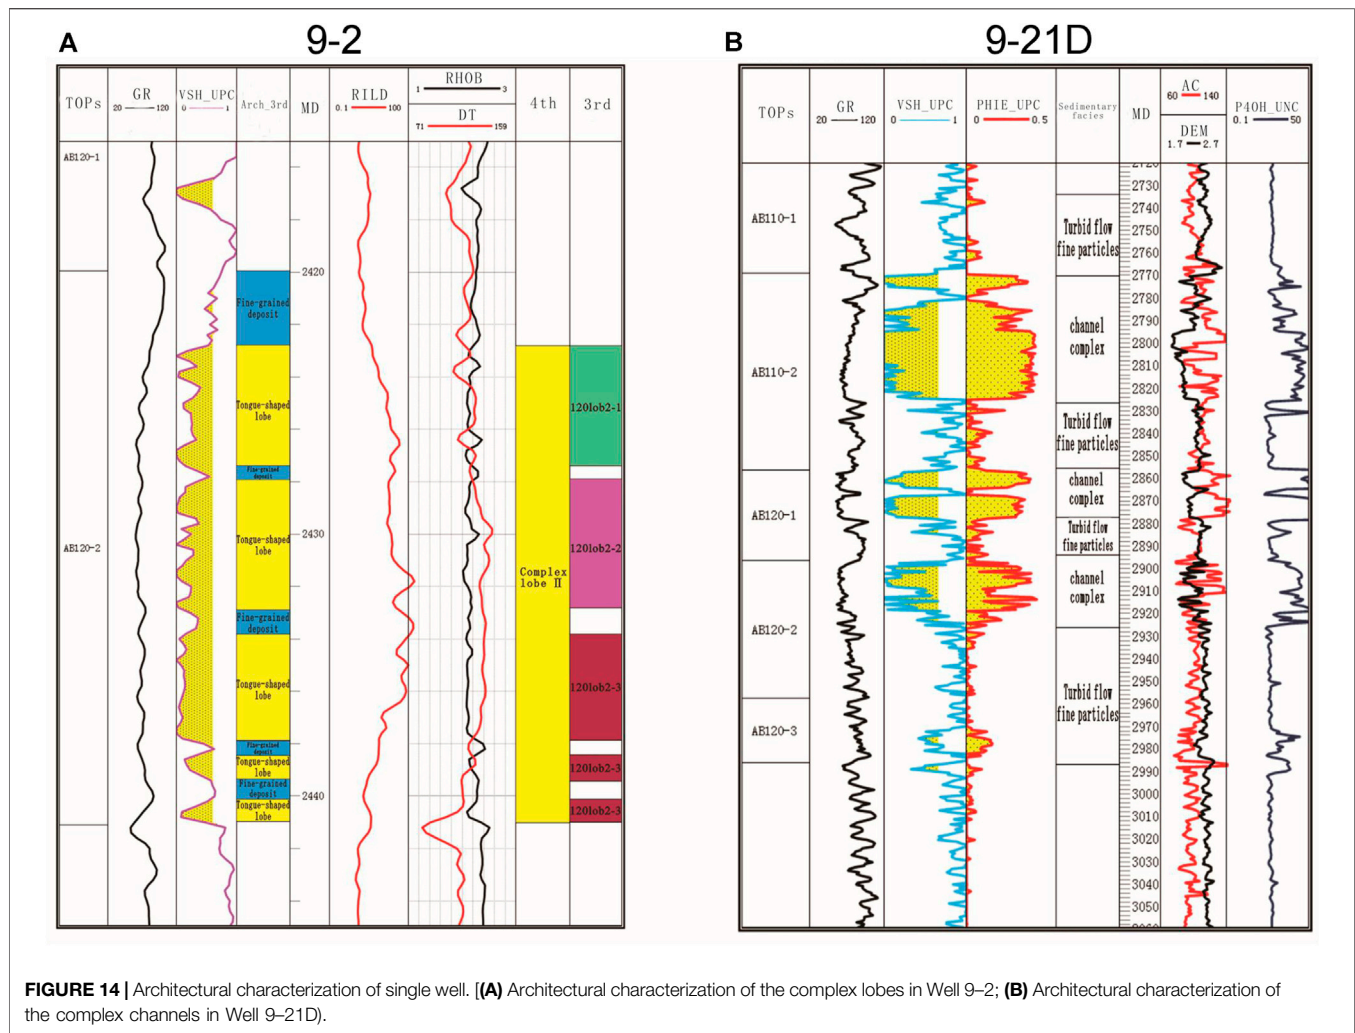 A
9-2
TOPs
GR
20 120
VSH_UPC
0 1
Arch_3rd
MD
RILD
0.1 100
RHOB
1 3
DT
71 159
4th
3rd
AB120-1
AB120-2
Fine-grained
deposit
Tongue-shaped
lobe
Fine-grained
deposit
Tongue-shaped
lobe
Fine-grained
deposit
Tongue-shaped
lobe
Fine-grained
deposit
Tongue-shaped
lobe
Fine-grained
deposit
Tongue-shaped
lobe
2420
2430
2440
Complex
lobe Ⅱ
120lob2-1
120lob2-2
120lob2-3
120lob2-3
120lob2-3
B
9-21D
TOPs
GR
20 120
VSH_UPC
0 1
PHIE_UPC
0 0.5
Sedimentary
facies
MD
AC
60 140
DEM
1.7 2.7
P40H_UNC
0.1 50
AB110-1
AB110-2
AB120-1
AB120-2
AB120-3
Turbid flow
fine particles
channel
complex
Turbid flow
fine particles
channel
complex
Turbid flow
fine particles
channel
complex
Turbid flow
fine particles
2730
2740
2750
2760
2770
2780
2790
2800
2810
2820
2830
2840
2850
2860
2870
2880
2890
2900
2910
2920
2930
2940
2950
2960
2970
2980
2990
3000
3010
3020
3030
3040
3050
FIGURE 14 | Architectural characterization of single well. [(A) Architectural characterization of the complex lobes in Well 9–2; (B) Architectural characterization of
the complex channels in Well 9–21D).